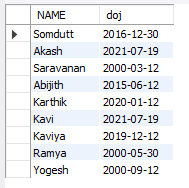 NAME doj
Somdutt 2016-12-30
Akash 2021-07-19
Saravanan 2000-03-12
Abijith 2015-06-12
Karthik 2020-01-12
Kavi 2021-07-19
Kaviya 2019-12-12
Ramya 2000-05-30
Yogesh 2000-09-12